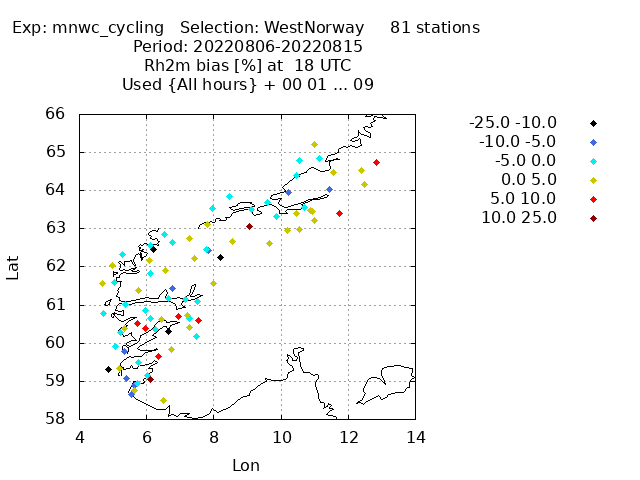 Exp: mnwc_cycling   Selection: WestNorway     81 stations
Period: 20220806-20220815
Rh2m bias [%] at  18 UTC
Used {All hours} + 00 01 ... 09
66
65
64
63
62
61
60
59
58
4 6 8 10 12 14
Lat
Lon
-25.0 -10.0
-10.0 -5.0
-5.0 0.0
0.0 5.0
5.0 10.0
10.0 25.0